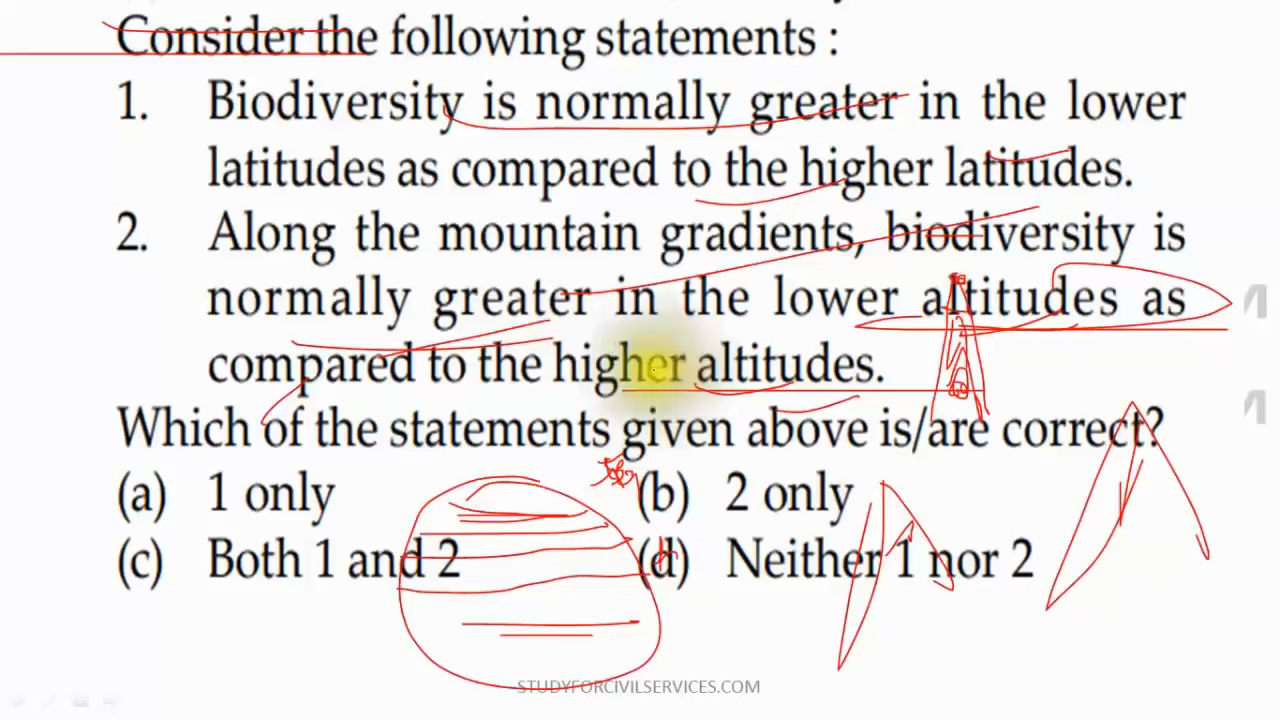 Consider the following statements :
1. Biodiversity is normally greater in the lower
latitudes as compared to the higher latitudes.
2. Along the mountain gradients, biodiversity is
normally greater in the lower altitudes as
compared to the higher altitudes.
Which of the statements given above is/are correct?
(a) 1 only (b) 2 only
(c) Both 1 and 2 (d) Neither 1 nor 2
STUDYFORCIVILSERVICES.COM